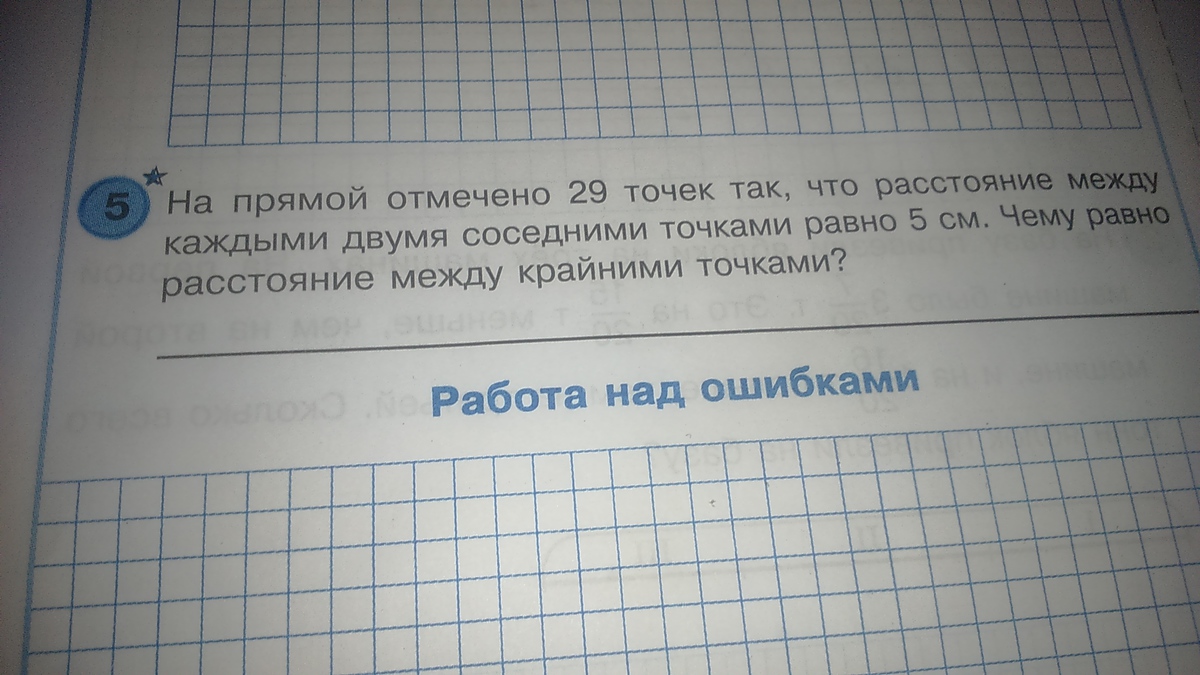 5
На прямой отмечено 29 точек так, что расстояние между
каждыми двумя соседними точками равно 5 см. Чему равно
расстояние между крайними точками?
Работа над ошибками